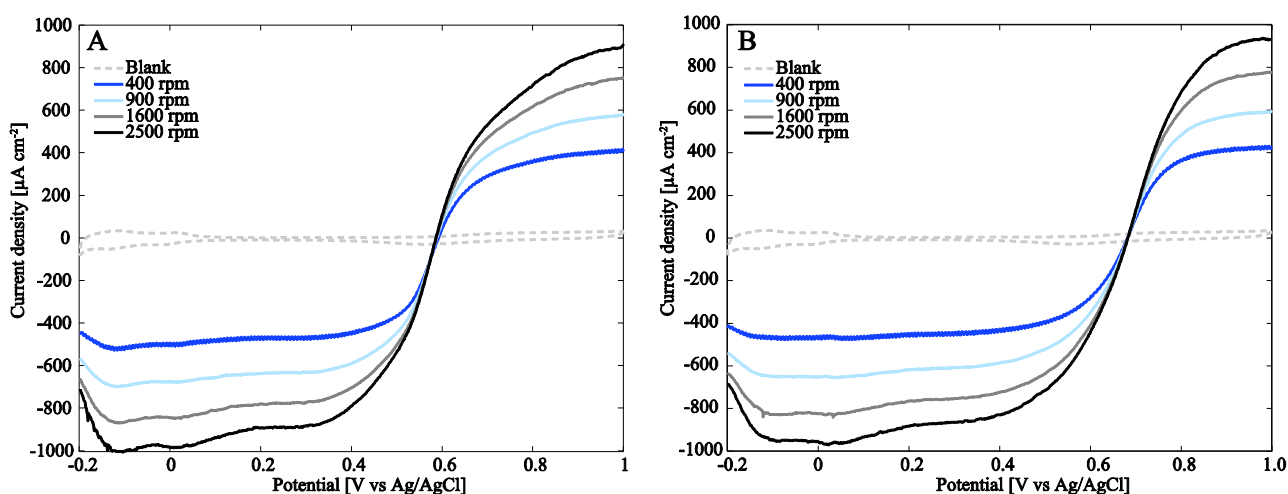 A
Blank
400 rpm
900 rpm
1600 rpm
2500 rpm
1000
800
600
400
200
0
-200
-400
-600
-800
-1000
Current density [µA cm-2]
-0.2 0 0.2 0.4 0.6 0.8 1
Potential [V vs Ag/AgCl]
B
Blank
400 rpm
900 rpm
1600 rpm
2500 rpm
1000
800
600
400
200
0
-200
-400
-600
-800
-1000
Current density [µA cm-2]
-0.2 0 0.2 0.4 0.6 0.8 1.0
Potential [V vs Ag/AgCl]